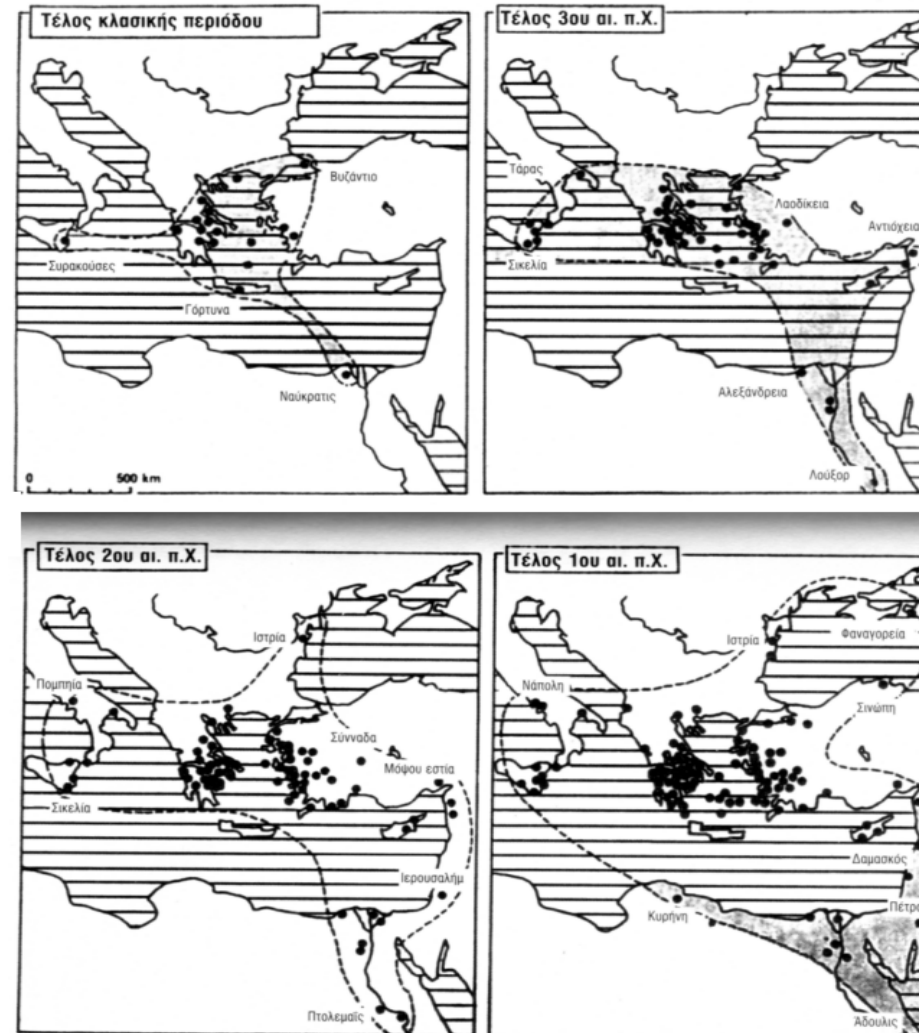 Τέλος κλασικής περιόδου
Βυζάντιο
Συρακούσες
Γόρτυνα
Ναύκρατις
0 500 km
Τέλος 3ου αι. π.Χ.
Τάρας
Λαοδίκεια
Αντιόχεια
Σικελία
Αλεξάνδρεια
Λούξορ
Τέλος 2ου αι. π.Χ.
Ιστρία
Πομπηία
Σύνναδα
Μόψου εστία
Σικελία
Ιερουσαλήμ
Πτολεμαΐς
Τέλος 1ου αι. π.Χ.
Ιστρία
Φαναγορεία
Νάπολη
Σινώπη
Δαμασκός
Πέτρα
Κυρήνη
Άδουλις